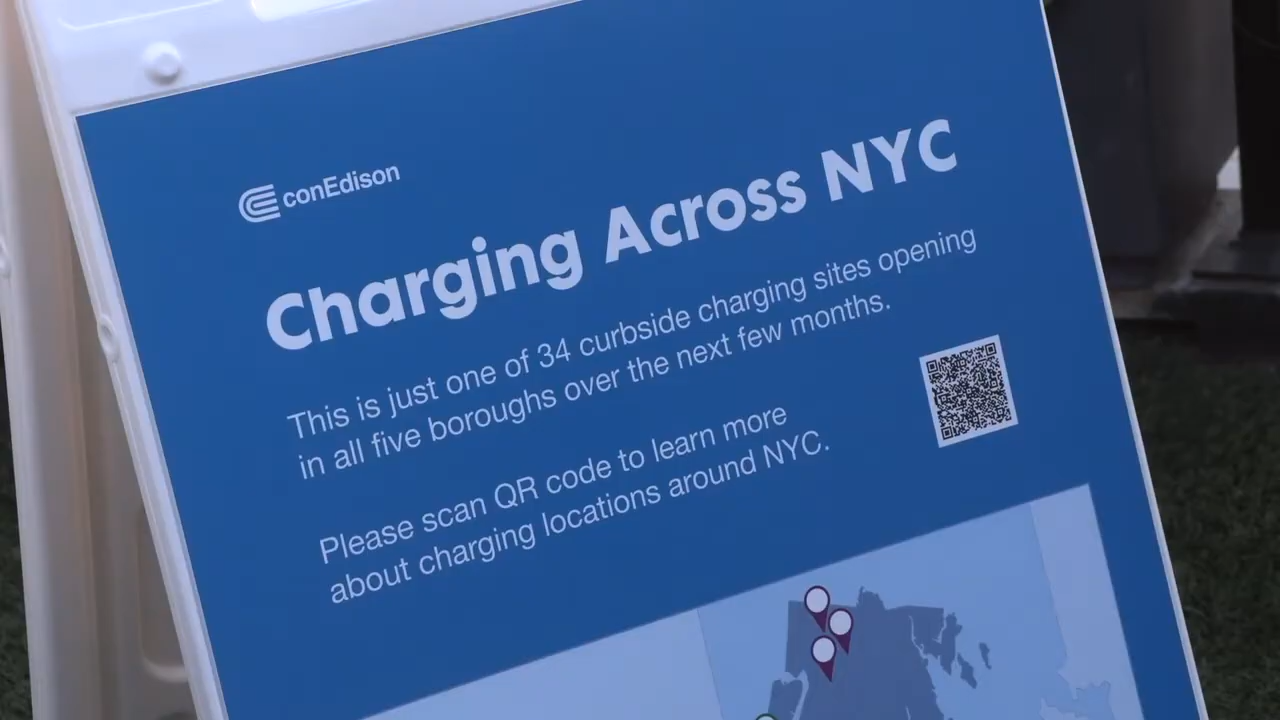 conEdison
Charging Across NYC
This is just one of 34 curbside charging sites opening
in all five boroughs over the next few months.
Please scan QR code to learn more
about charging locations around NYC.